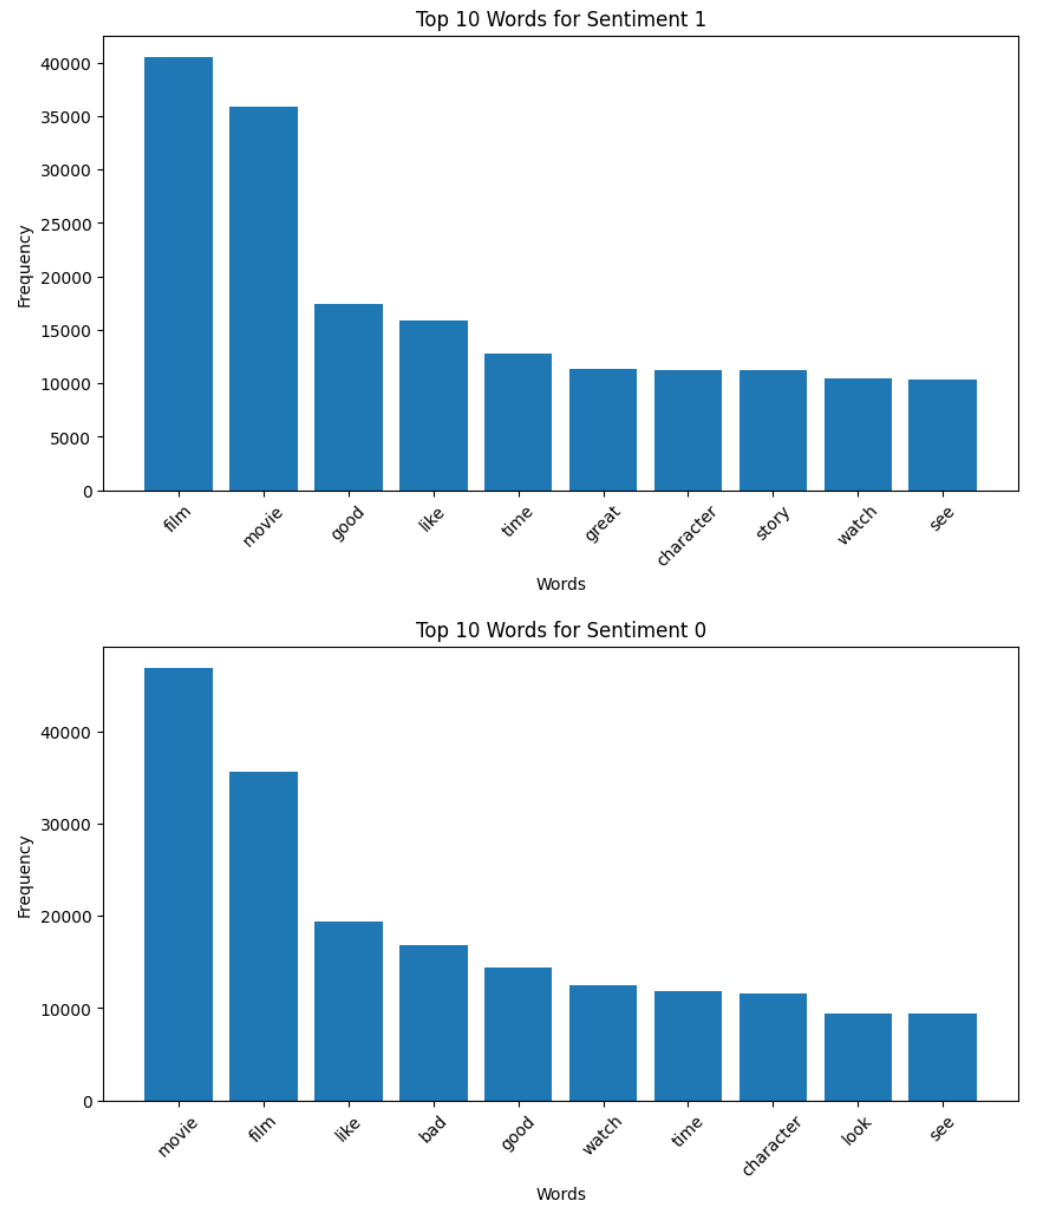 Top 10 Words for Sentiment 1
40000
35000
30000
25000
20000
15000
10000
5000
0
Frequency
film
movie
good
like
time
great
character
story
watch
see
Words
Top 10 Words for Sentiment 0
40000
30000
20000
10000
0
Frequency
movie
film
like
bad
good
watch
time
character
look
see
Words